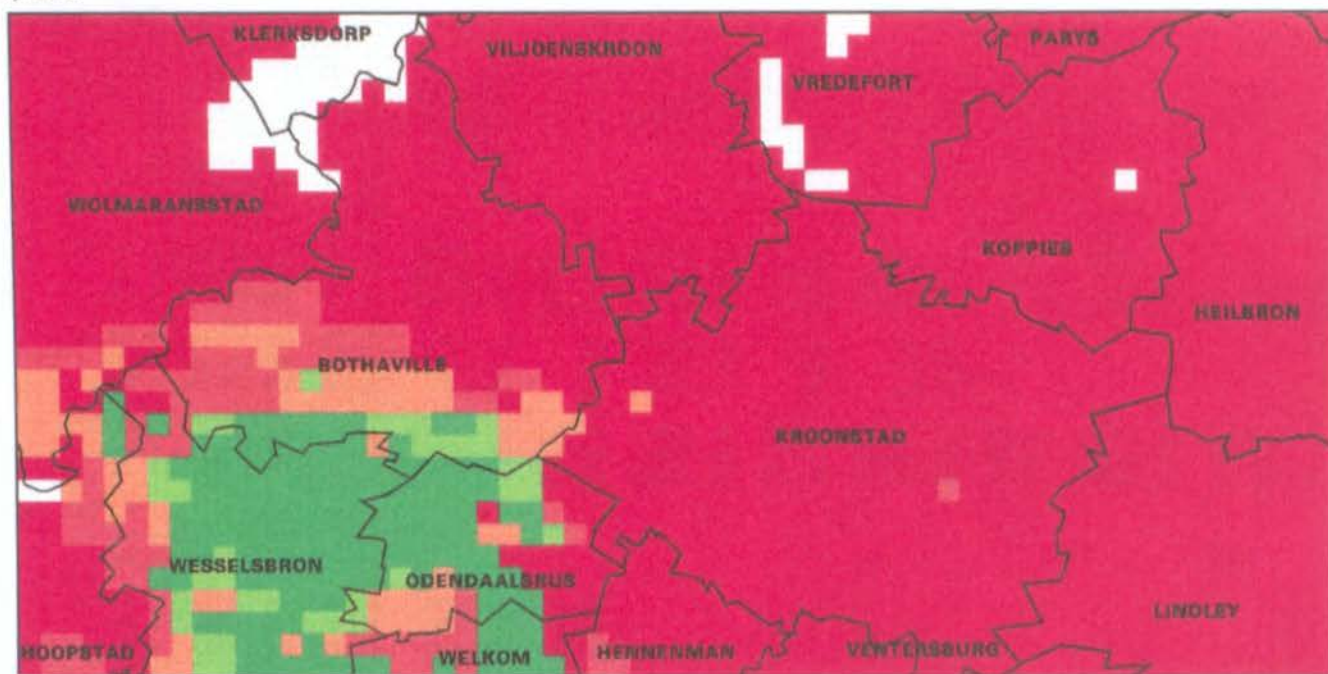 KLERKSDORP
VILJOENSKROON
PARYS
VREDEFORT
WOLMARANSSTAD
KOPPIES
HEILBRON
BOTHAVILLE
KROONSTAD
WESSELSBRON
ODENDAALSRUS
LINDLEY
HOOPSTAD
WELKOM
HENNENMAN
VENTERSBURG